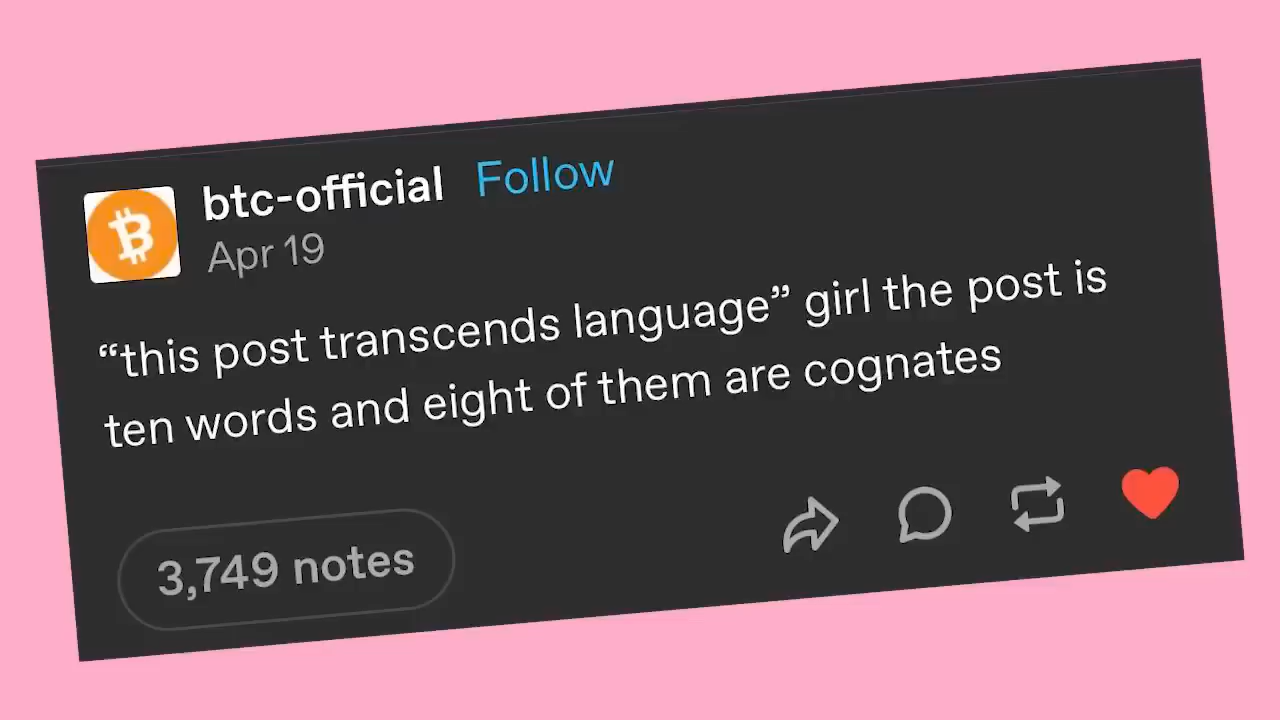 btc-official Follow
Apr 19
“this post transcends language” girl the post is
ten words and eight of them are cognates
3,749 notes